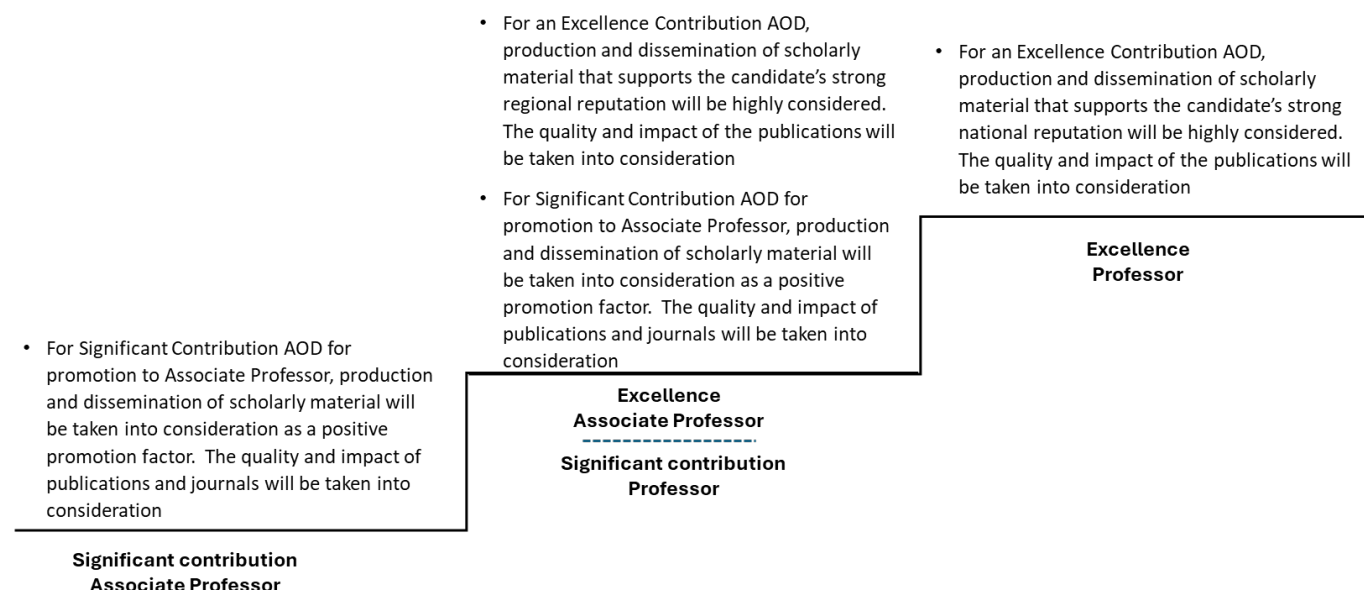 • For an Excellence Contribution AOD,
production and dissemination of scholarly
material that supports the candidate's strong
regional reputation will be highly considered.
The quality and impact of the publications will
be taken into consideration
• For Significant Contribution AOD for
promotion to Associate Professor, production
and dissemination of scholarly material will
be taken into consideration as a positive
promotion factor.  The quality and impact of
publications and journals will be taken into
consideration
• For an Excellence Contribution AOD,
production and dissemination of scholarly
material that supports the candidate's strong
national reputation will be highly considered.
The quality and impact of the publications will
be taken into consideration
Excellence
Professor
• For Significant Contribution AOD for
promotion to Associate Professor, production
and dissemination of scholarly material will
be taken into consideration as a positive
promotion factor.  The quality and impact of
publications and journals will be taken into
consideration
Excellence
Associate Professor
Significant contribution
Professor
Significant contribution
Associate Professor